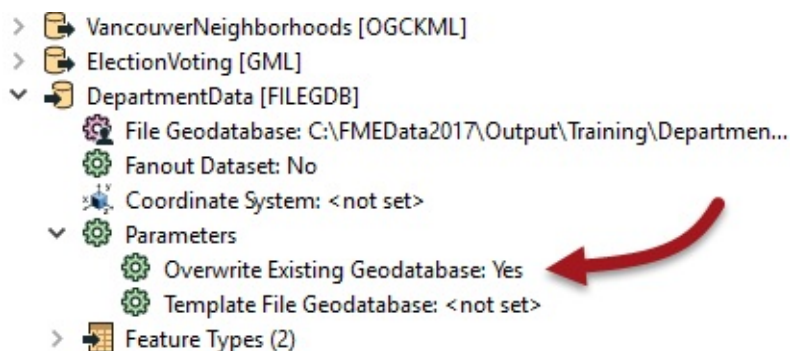 VancouverNeighborhoods [OGCKML]
ElectionVoting [GML]
DepartmentData [FILEGDB]
File Geodatabase: C:\FMEData2017\Output\Training\Departmen...
Fanout Dataset: No
Coordinate System: <not set>
Parameters
Overwrite Existing Geodatabase: Yes
Template File Geodatabase: <not set>
Feature Types (2)